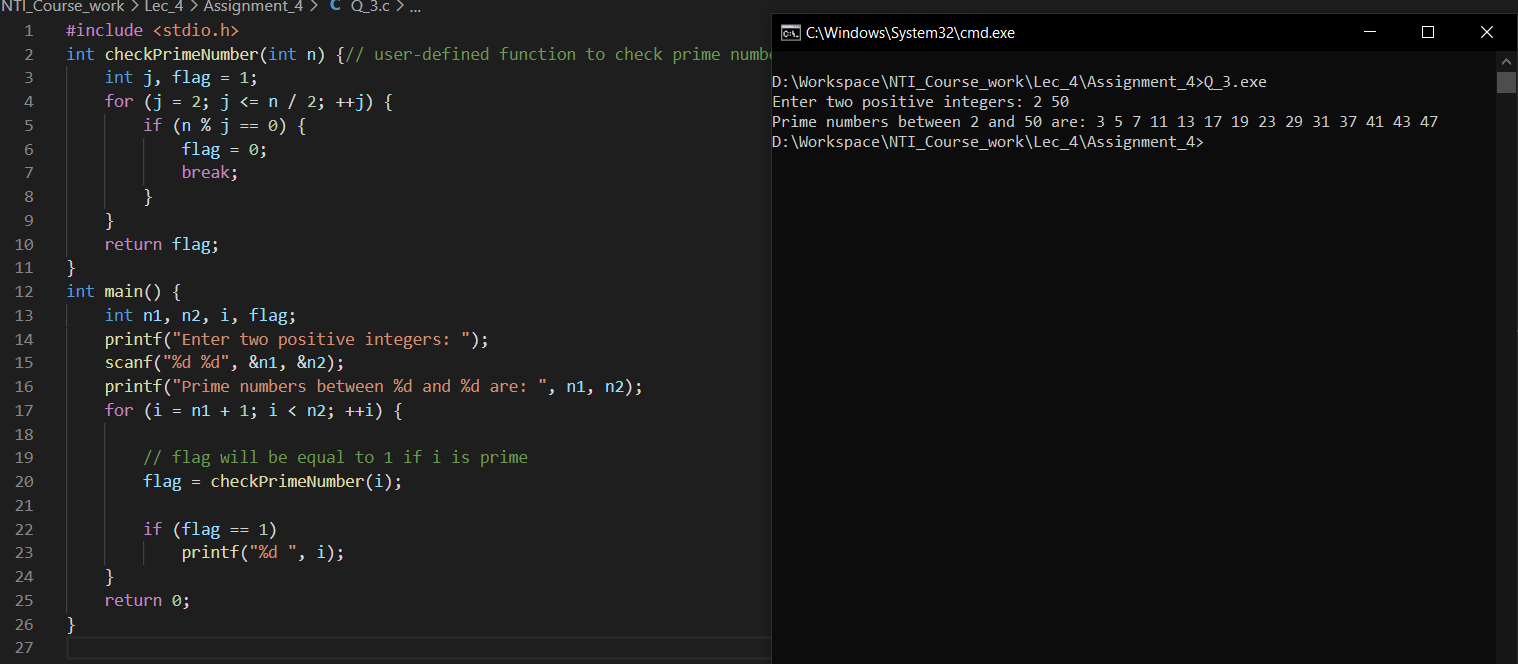 NTI_Course_work > Lec_4 > Assignment_4 > C Q_3.c > ...
1 #include <stdio.h>
2 int checkPrimeNumber(int n) {// user-defined function to check prime
3     int j, flag = 1;
4     for (j = 2; j <= n / 2; ++j) {
5         if (n % j == 0) {
6             flag = 0;
7             break;
8         }
9     }
10     return flag;
11 }
12 int main() {
13     int n1, n2, i, flag;
14     printf("Enter two positive integers: ");
15     scanf("%d %d", &n1, &n2);
16     printf("Prime numbers between %d and %d are: ", n1, n2);
17     for (i = n1 + 1; i < n2; ++i) {
18
19         // flag will be equal to 1 if i is prime
20         flag = checkPrimeNumber(i);
21
22         if (flag == 1)
23             printf("%d ", i);
24     }
25     return 0;
26 }
27
C:\Windows\System32\cmd.exe
D:\Workspace\NTI_Course_work\Lec_4\Assignment_4>Q_3.exe
Enter two positive integers: 2 50
Prime numbers between 2 and 50 are: 3 5 7 11 13 17 19 23 29 31 37 41 43 47
D:\Workspace\NTI_Course_work\Lec_4\Assignment_4>